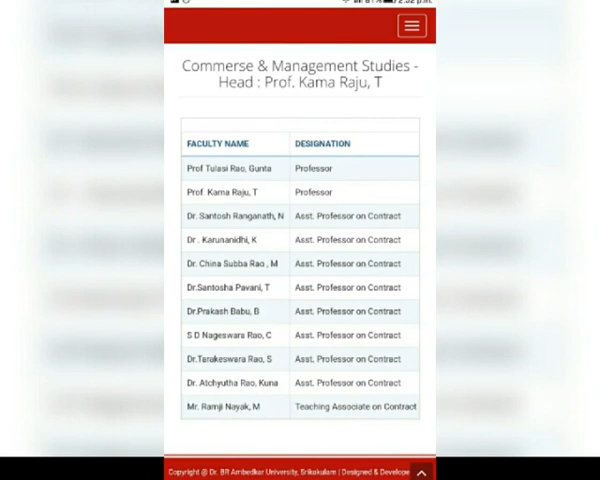 Commerse & Management Studies -
Head : Prof. Kama Raju, T
FACULTY NAME DESIGNATION
Prof Tulasi Rao, Gunta Professor
Prof. Kama Raju, T Professor
Dr. Santosh Ranganath, N Asst. Professor on Contract
Dr . Karunanidhi, K Asst. Professor on Contract
Dr. China Subba Rao , M Asst. Professor on Contract
Dr.Santosha Pavani, T Asst. Professor on Contract
Dr.Prakash Babu, B Asst. Professor on Contract
S D Nageswara Rao, C Asst. Professor on Contract
Dr.Tarakeswara Rao, S Asst. Professor on Contract
Dr. Atchyutha Rao, Kuna Asst. Professor on Contract
Mr. Ramji Nayak, M Teaching Associate on Contract
Copyright @ Dr. BR Ambedkar University, Srikakulam | Designed & Develope